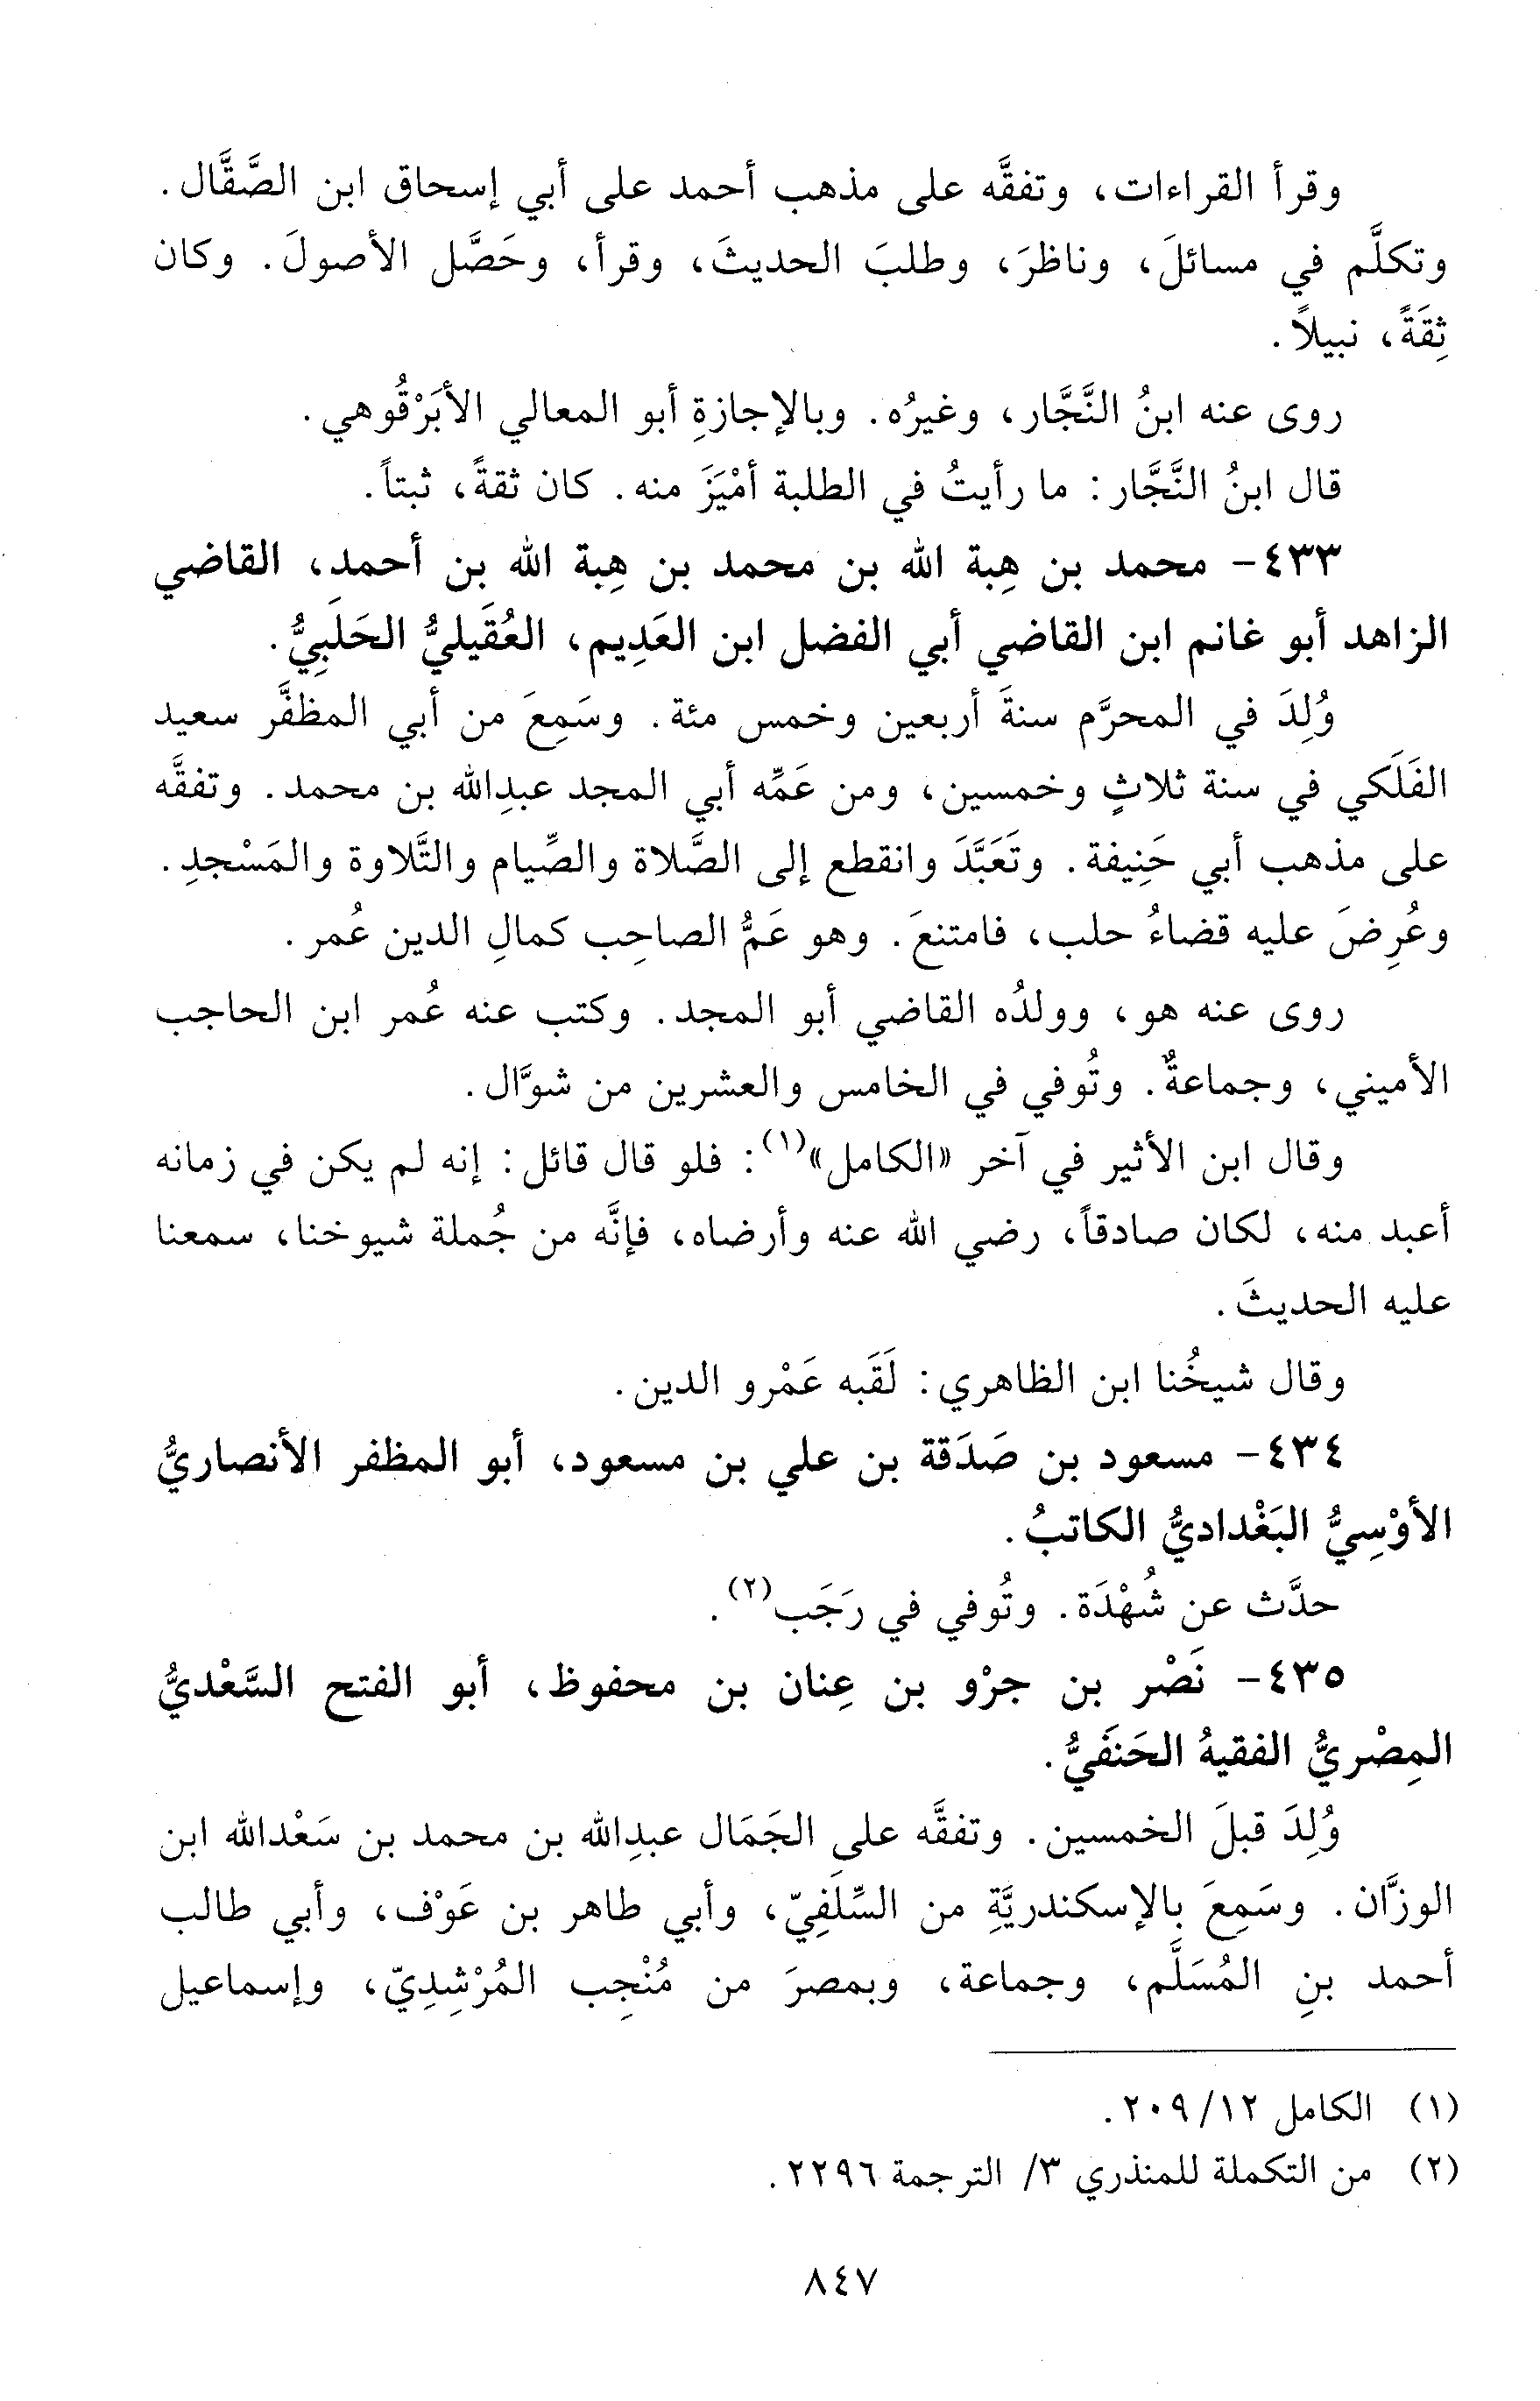 وقرأ القراءات، وتفقَّه على مذهب أحمد على أبي إسحاق ابن الصَّقَّال.
وتكلَّم في مسائلَ، وناظرَ، وطلبَ الحديثَ، وقرأ، وحَصَّل الأصولَ. وكان
ثِقَةً، نبيلاً.
روى عنه ابنُ النَّجَّار، وغيرُه. وبالإجازةِ أبو المعالي الأبَرْقُوهي.
قال ابنُ النَّجَّار: ما رأيتُ في الطلبة أمْيَزَ منه. كان ثقةً، ثبتاً.
٤٣٣- محمد بن هِبة الله بن محمد بن هِبة الله بن أحمد، القاضي
الزاهد أبو غانم ابن القاضي أبي الفضل ابن العَدِيم، العُقَيليُّ الحَلَبِيُّ.
وُلِدَ في المحرَّم سنةَ أربعين وخمس مئة. وسَمِعَ من أبي المظفَّر سعيد
الفَلَكي في سنة ثلاثٍ وخمسين، ومن عَمِّه أبي المجد عبدِالله بن محمد. وتفقَّه
على مذهب أبي حَنِيفة. وتَعَبَّدَ وانقطع إلى الصَّلاة والصِّيام والتَّلاوة والمَسْجدِ.
وعُرِضَ عليه قضاءُ حلب، فامتنعَ. وهو عَمُّ الصاحِب كمالِ الدين عُمر.
روى عنه هو، وولدُه القاضي أبو المجد. وكتب عنه عُمر ابن الحاجب
الأميني، وجماعةٌ. وتُوفي في الخامس والعشرين من شوَّال.
وقال ابن الأثير في آخر «الكامل»(١): فلو قال قائل: إنه لم يكن في زمانه
أعبد منه، لكان صادقاً، رضي الله عنه وأرضاه، فإنَّه من جُملة شيوخنا، سمعنا
عليه الحديثَ.
وقال شيخُنا ابن الظاهري: لَقَبه عَمْرو الدين.
٤٣٤- مسعود بن صَدَقة بن علي بن مسعود، أبو المظفر الأنصاريُّ
الأوْسِيُّ البَغْداديُّ الكاتبُ.
حدَّث عن شُهْدَة. وتُوفي في رَجَب(٢).
٤٣٥- نَصْر بن جرْو بن عِنان بن محفوظ، أبو الفتح السَّعْديُّ
المِصْريُّ الفقيهُ الحَنفَيُّ.
وُلِدَ قبلَ الخمسين. وتفقَّه على الجَمَال عبدِالله بن محمد بن سَعْدالله ابن
الوزَّان. وسَمِعَ بالإسكندريَّةِ من السِّلَفِيّ، وأبي طاهر بن عَوْف، وأبي طالب
أحمد بنِ المُسَلَّم، وجماعة، وبمصرَ من مُنْجِب المُرْشِدِيّ، وإسماعيل
(١) الكامل ١٢/ ٢٠٩.
(٢) من التكملة للمنذري ٣/ الترجمة ٢٢٩٦.
٨٤٧